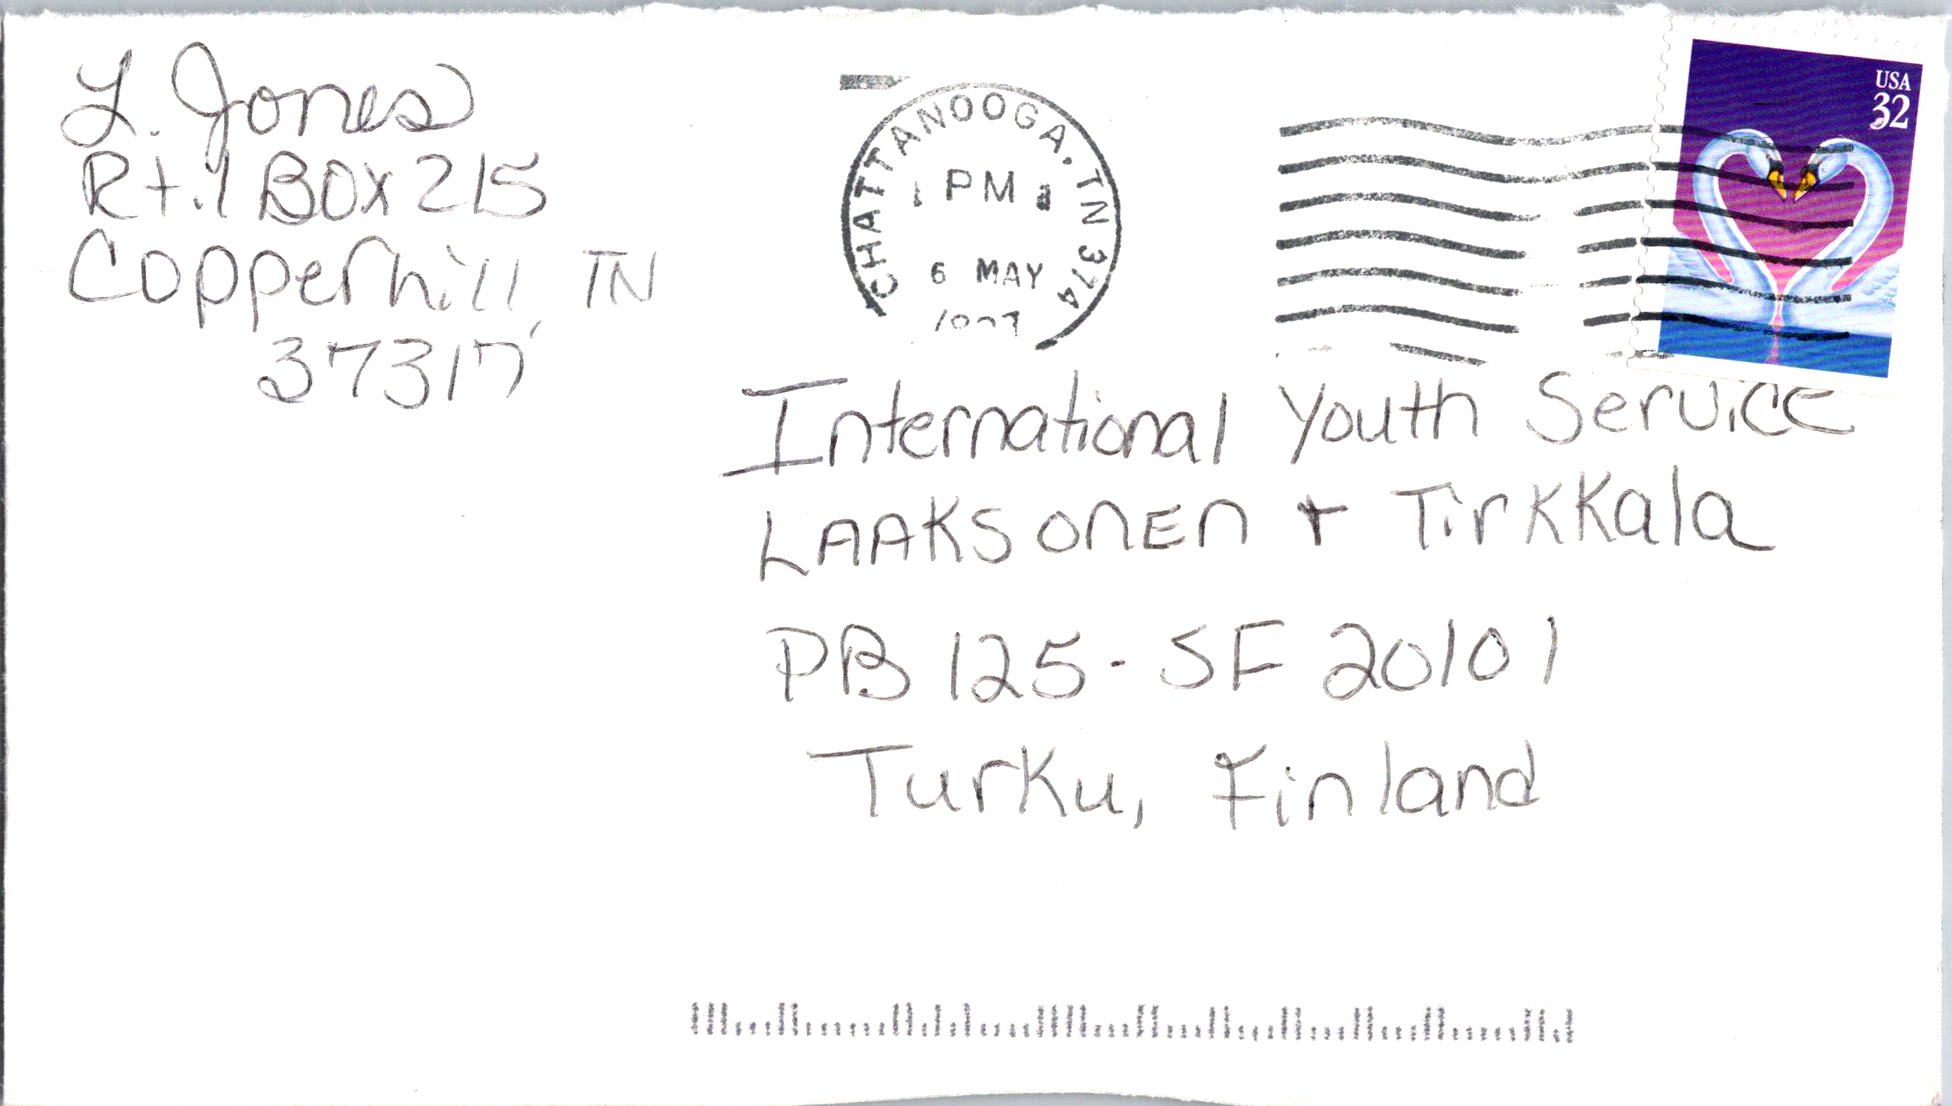 L. Jones
Rt.1 Box 215
Copperhill, TN
37317
CHATTANOOGA, TN 374
PM
6 MAY
USA
32
International Youth Service
LAAKSONEN + Tirkkala
PB 125 - SF 20101
Turku, Finland